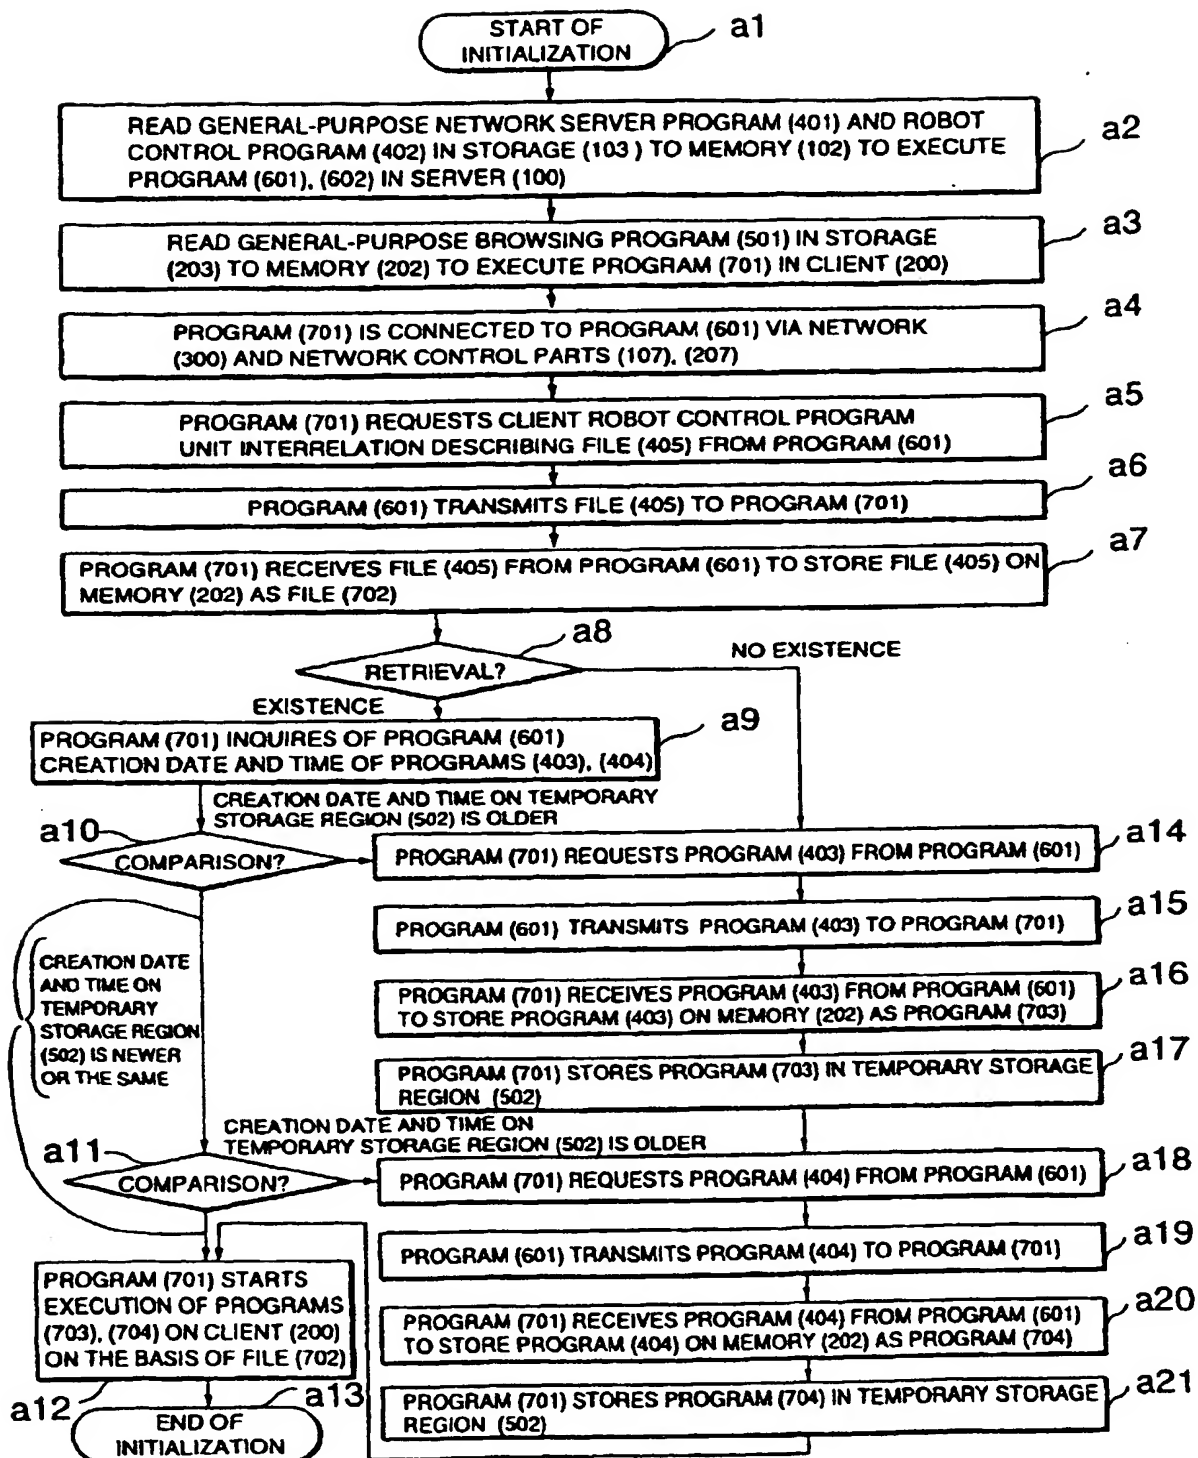 START OF
INITIALIZATION
a1
READ GENERAL-PURPOSE NETWORK SERVER PROGRAM (401) AND ROBOT
CONTROL PROGRAM (402) IN STORAGE (103 ) TO MEMORY (102) TO EXECUTE
PROGRAM (601), (602) IN SERVER (100)
a2
READ GENERAL-PURPOSE BROWSING PROGRAM (501) IN STORAGE
(203) TO MEMORY (202) TO EXECUTE PROGRAM (701) IN CLIENT (200)
a3
PROGRAM (701) IS CONNECTED TO PROGRAM (601) VIA NETWORK
(300) AND NETWORK CONTROL PARTS (107), (207)
a4
PROGRAM (701) REQUESTS CLIENT ROBOT CONTROL PROGRAM
UNIT INTERRELATION DESCRIBING FILE (405) FROM PROGRAM (601)
a5
PROGRAM (601) TRANSMITS FILE (405) TO PROGRAM (701)
a6
PROGRAM (701) RECEIVES FILE (405) FROM PROGRAM (601) TO STORE FILE (405) ON
MEMORY (202) AS FILE (702)
a7
RETRIEVAL?
a8
NO EXISTENCE
EXISTENCE
PROGRAM (701) INQUIRES OF PROGRAM (601)
CREATION DATE AND TIME OF PROGRAMS (403), (404)
a9
CREATION DATE AND TIME ON TEMPORARY
STORAGE REGION (502) IS OLDER
a10
COMPARISON?
PROGRAM (701) REQUESTS PROGRAM (403) FROM PROGRAM (601)
a14
PROGRAM (601) TRANSMITS PROGRAM (403) TO PROGRAM (701)
a15
CREATION DATE
AND TIME ON
TEMPORARY
STORAGE REGION
(502) IS NEWER
OR THE SAME
PROGRAM (701) RECEIVES PROGRAM (403) FROM PROGRAM (601)
TO STORE PROGRAM (403) ON MEMORY (202) AS PROGRAM (703)
a16
PROGRAM (701) STORES PROGRAM (703) IN TEMPORARY STORAGE
REGION (502)
a17
CREATION DATE AND TIME ON
TEMPORARY STORAGE REGION (502) IS OLDER
a11
COMPARISON?
PROGRAM (701) REQUESTS PROGRAM (404) FROM PROGRAM (601)
a18
PROGRAM (601) TRANSMITS PROGRAM (404) TO PROGRAM (701)
a19
PROGRAM (701) STARTS
EXECUTION OF PROGRAMS
(703), (704) ON CLIENT (200)
ON THE BASIS OF FILE (702)
a12
PROGRAM (701) RECEIVES PROGRAM (404) FROM PROGRAM (601)
TO STORE PROGRAM (404) ON MEMORY (202) AS PROGRAM (704)
a20
PROGRAM (701) STORES PROGRAM (704) IN TEMPORARY STORAGE
REGION (502)
a21
a13
END OF
INITIALIZATION